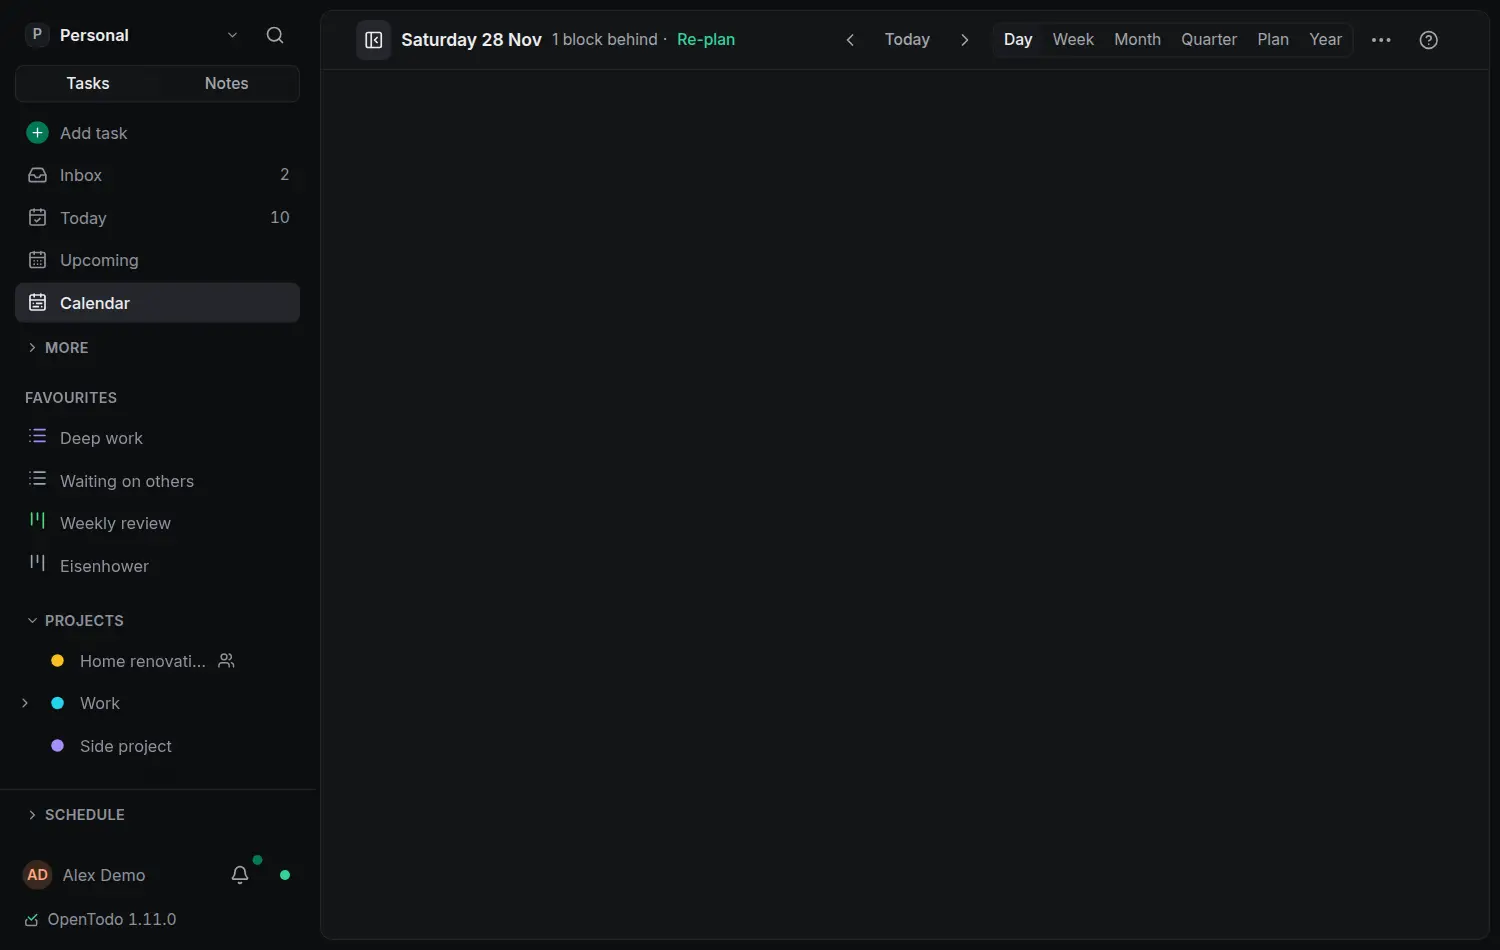 P Personal
Tasks Notes
Add task
Inbox 2
Today 10
Upcoming
Calendar
MORE
FAVOURITES
Deep work
Waiting on others
Weekly review
Eisenhower
PROJECTS
Home renovati...
Work
Side project
SCHEDULE
AD Alex Demo
OpenTodo 1.11.0
Saturday 28 Nov 1 block behind · Re-plan Today Day Week Month Quarter Plan Year